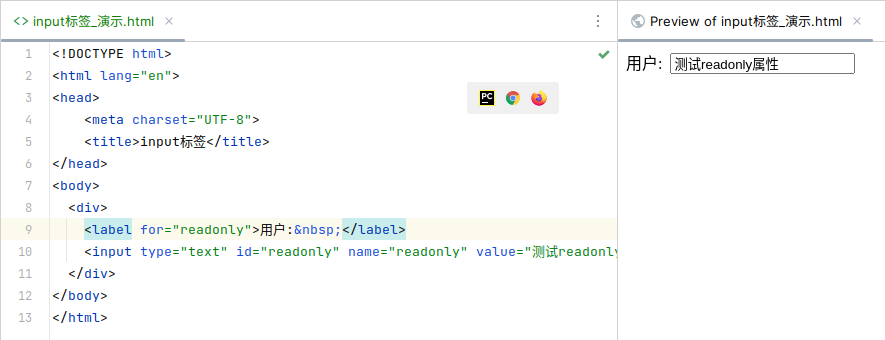 <> input标签_演示.html ×
Preview of input标签_演示.html ×
1 <!DOCTYPE html>
2 <html lang="en">
3 <head>
4 <meta charset="UTF-8">
5 <title>input标签</title>
6 </head>
7 <body>
8 <div>
9 <label for="readonly">用户:&nbsp;</label>
10 <input type="text" id="readonly" name="readonly" value="测试readonly
11 </div>
12 </body>
13 </html>
PC
用户: 测试readonly属性